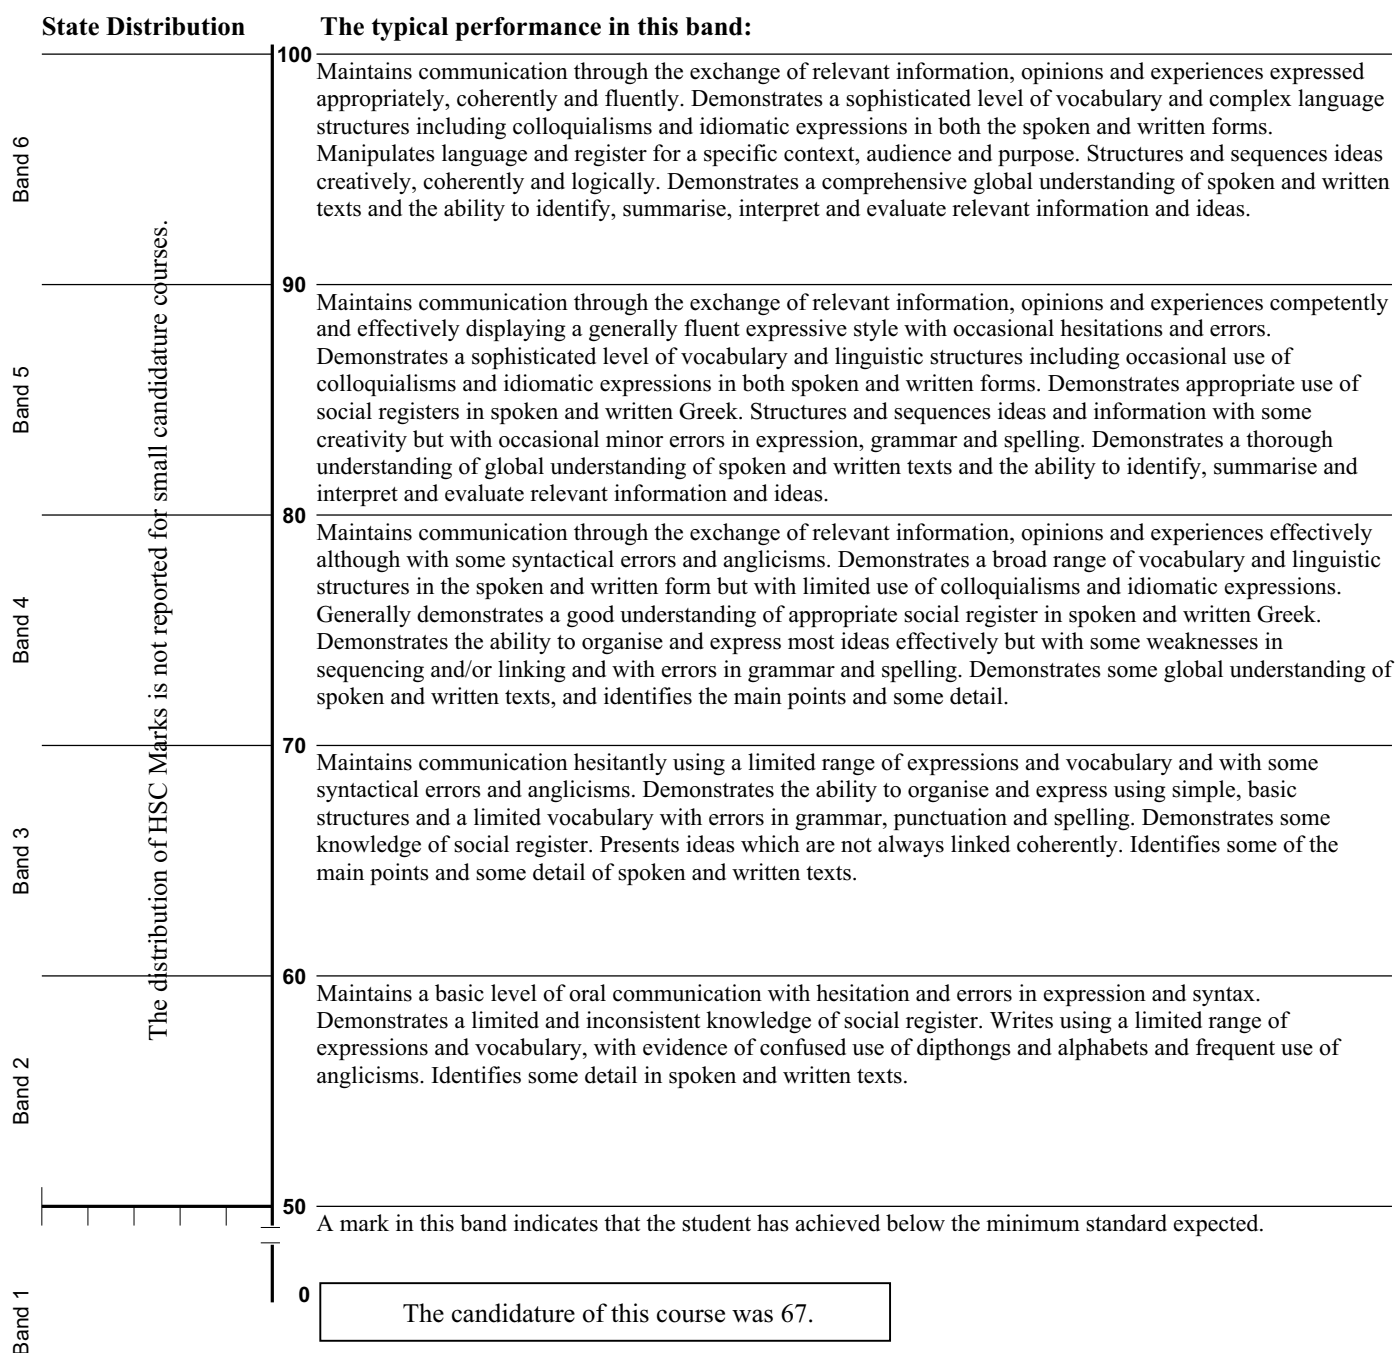 State Distribution
The typical performance in this band:
100
Band 6
Maintains communication through the exchange of relevant information, opinions and experiences expressed
appropriately, coherently and fluently. Demonstrates a sophisticated level of vocabulary and complex language
structures including colloquialisms and idiomatic expressions in both the spoken and written forms.
Manipulates language and register for a specific context, audience and purpose. Structures and sequences ideas
creatively, coherently and logically. Demonstrates a comprehensive global understanding of spoken and written
texts and the ability to identify, summarise, interpret and evaluate relevant information and ideas.
The distribution of HSC Marks is not reported for small candidature courses.
90
Band 5
Maintains communication through the exchange of relevant information, opinions and experiences competently
and effectively displaying a generally fluent expressive style with occasional hesitations and errors.
Demonstrates a sophisticated level of vocabulary and linguistic structures including occasional use of
colloquialisms and idiomatic expressions in both spoken and written forms. Demonstrates appropriate use of
social registers in spoken and written Greek. Structures and sequences ideas and information with some
creativity but with occasional minor errors in expression, grammar and spelling. Demonstrates a thorough
understanding of global understanding of spoken and written texts and the ability to identify, summarise and
interpret and evaluate relevant information and ideas.
80
Band 4
Maintains communication through the exchange of relevant information, opinions and experiences effectively
although with some syntactical errors and anglicisms. Demonstrates a broad range of vocabulary and linguistic
structures in the spoken and written form but with limited use of colloquialisms and idiomatic expressions.
Generally demonstrates a good understanding of appropriate social register in spoken and written Greek.
Demonstrates the ability to organise and express most ideas effectively but with some weaknesses in
sequencing and/or linking and with errors in grammar and spelling. Demonstrates some global understanding of
spoken and written texts, and identifies the main points and some detail.
70
Band 3
Maintains communication hesitantly using a limited range of expressions and vocabulary and with some
syntactical errors and anglicisms. Demonstrates the ability to organise and express using simple, basic
structures and a limited vocabulary with errors in grammar, punctuation and spelling. Demonstrates some
knowledge of social register. Presents ideas which are not always linked coherently. Identifies some of the
main points and some detail of spoken and written texts.
60
Band 2
Maintains a basic level of oral communication with hesitation and errors in expression and syntax.
Demonstrates a limited and inconsistent knowledge of social register. Writes using a limited range of
expressions and vocabulary, with evidence of confused use of dipthongs and alphabets and frequent use of
anglicisms. Identifies some detail in spoken and written texts.
50
A mark in this band indicates that the student has achieved below the minimum standard expected.
Band 1
0
The candidature of this course was 67.